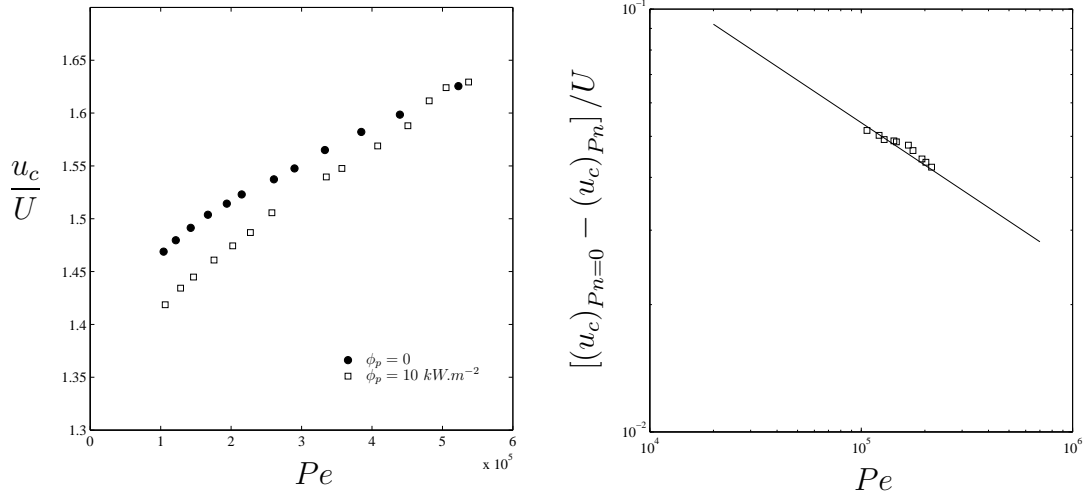 1.65
1.6
1.55
u_c/U
1.5
1.45
1.4
ϕ_p = 0
ϕ_p = 10 kW.m^{−2}
1.35
1.3
0 1 2 3 4 5 6
x 10^5
Pe
10^{−1}
[(u_c)_{Pn=0} − (u_c)_{Pn}] /U
10^{−2}
10^4 10^5 10^6
Pe